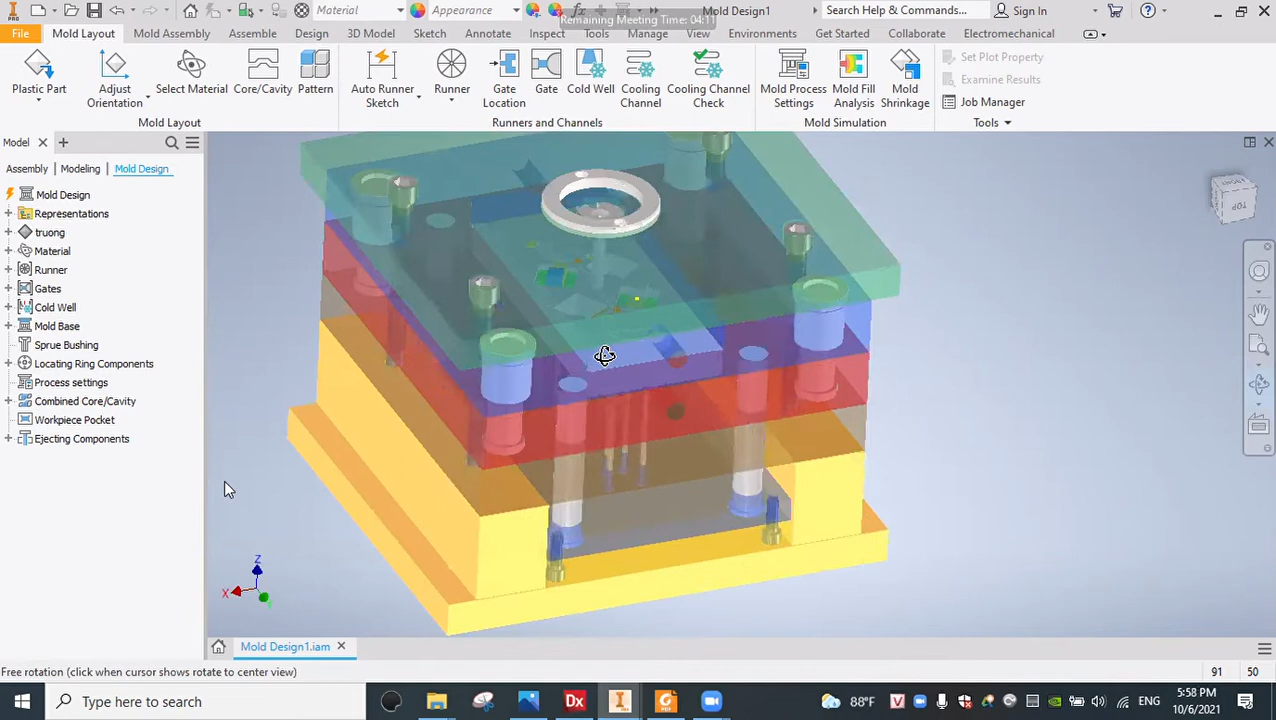 PRO
Material
Appearance
fx
Remaining Meeting Time: 04:11
Mold Design1
Search Help & Commands...
Sign In
File
Mold Layout
Mold Assembly
Assemble
Design
3D Model
Sketch
Annotate
Inspect
Tools
Manage
View
Environments
Get Started
Collaborate
Electromechanical
Plastic Part
Adjust
Orientation
Select Material
Core/Cavity
Pattern
Auto Runner
Sketch
Runner
Gate
Location
Gate
Cold Well
Cooling
Channel
Cooling Channel
Check
Mold Process
Settings
Mold Fill
Analysis
Mold
Shrinkage
Set Plot Property
Examine Results
Job Manager
Mold Layout
Runners and Channels
Mold Simulation
Tools
Model
Assembly
Modeling
Mold Design
Mold Design
Representations
truong
Material
Runner
Gates
Cold Well
Mold Base
Sprue Bushing
Locating Ring Components
Process settings
Combined Core/Cavity
Workpiece Pocket
Ejecting Components
TOP
Z
X
Y
Mold Design1.iam
Free rotation (click when cursor shows rotate to center view)
91
50
Type here to search
Dx
I
PDF
88°F
V
ENG
5:58 PM
10/6/2021